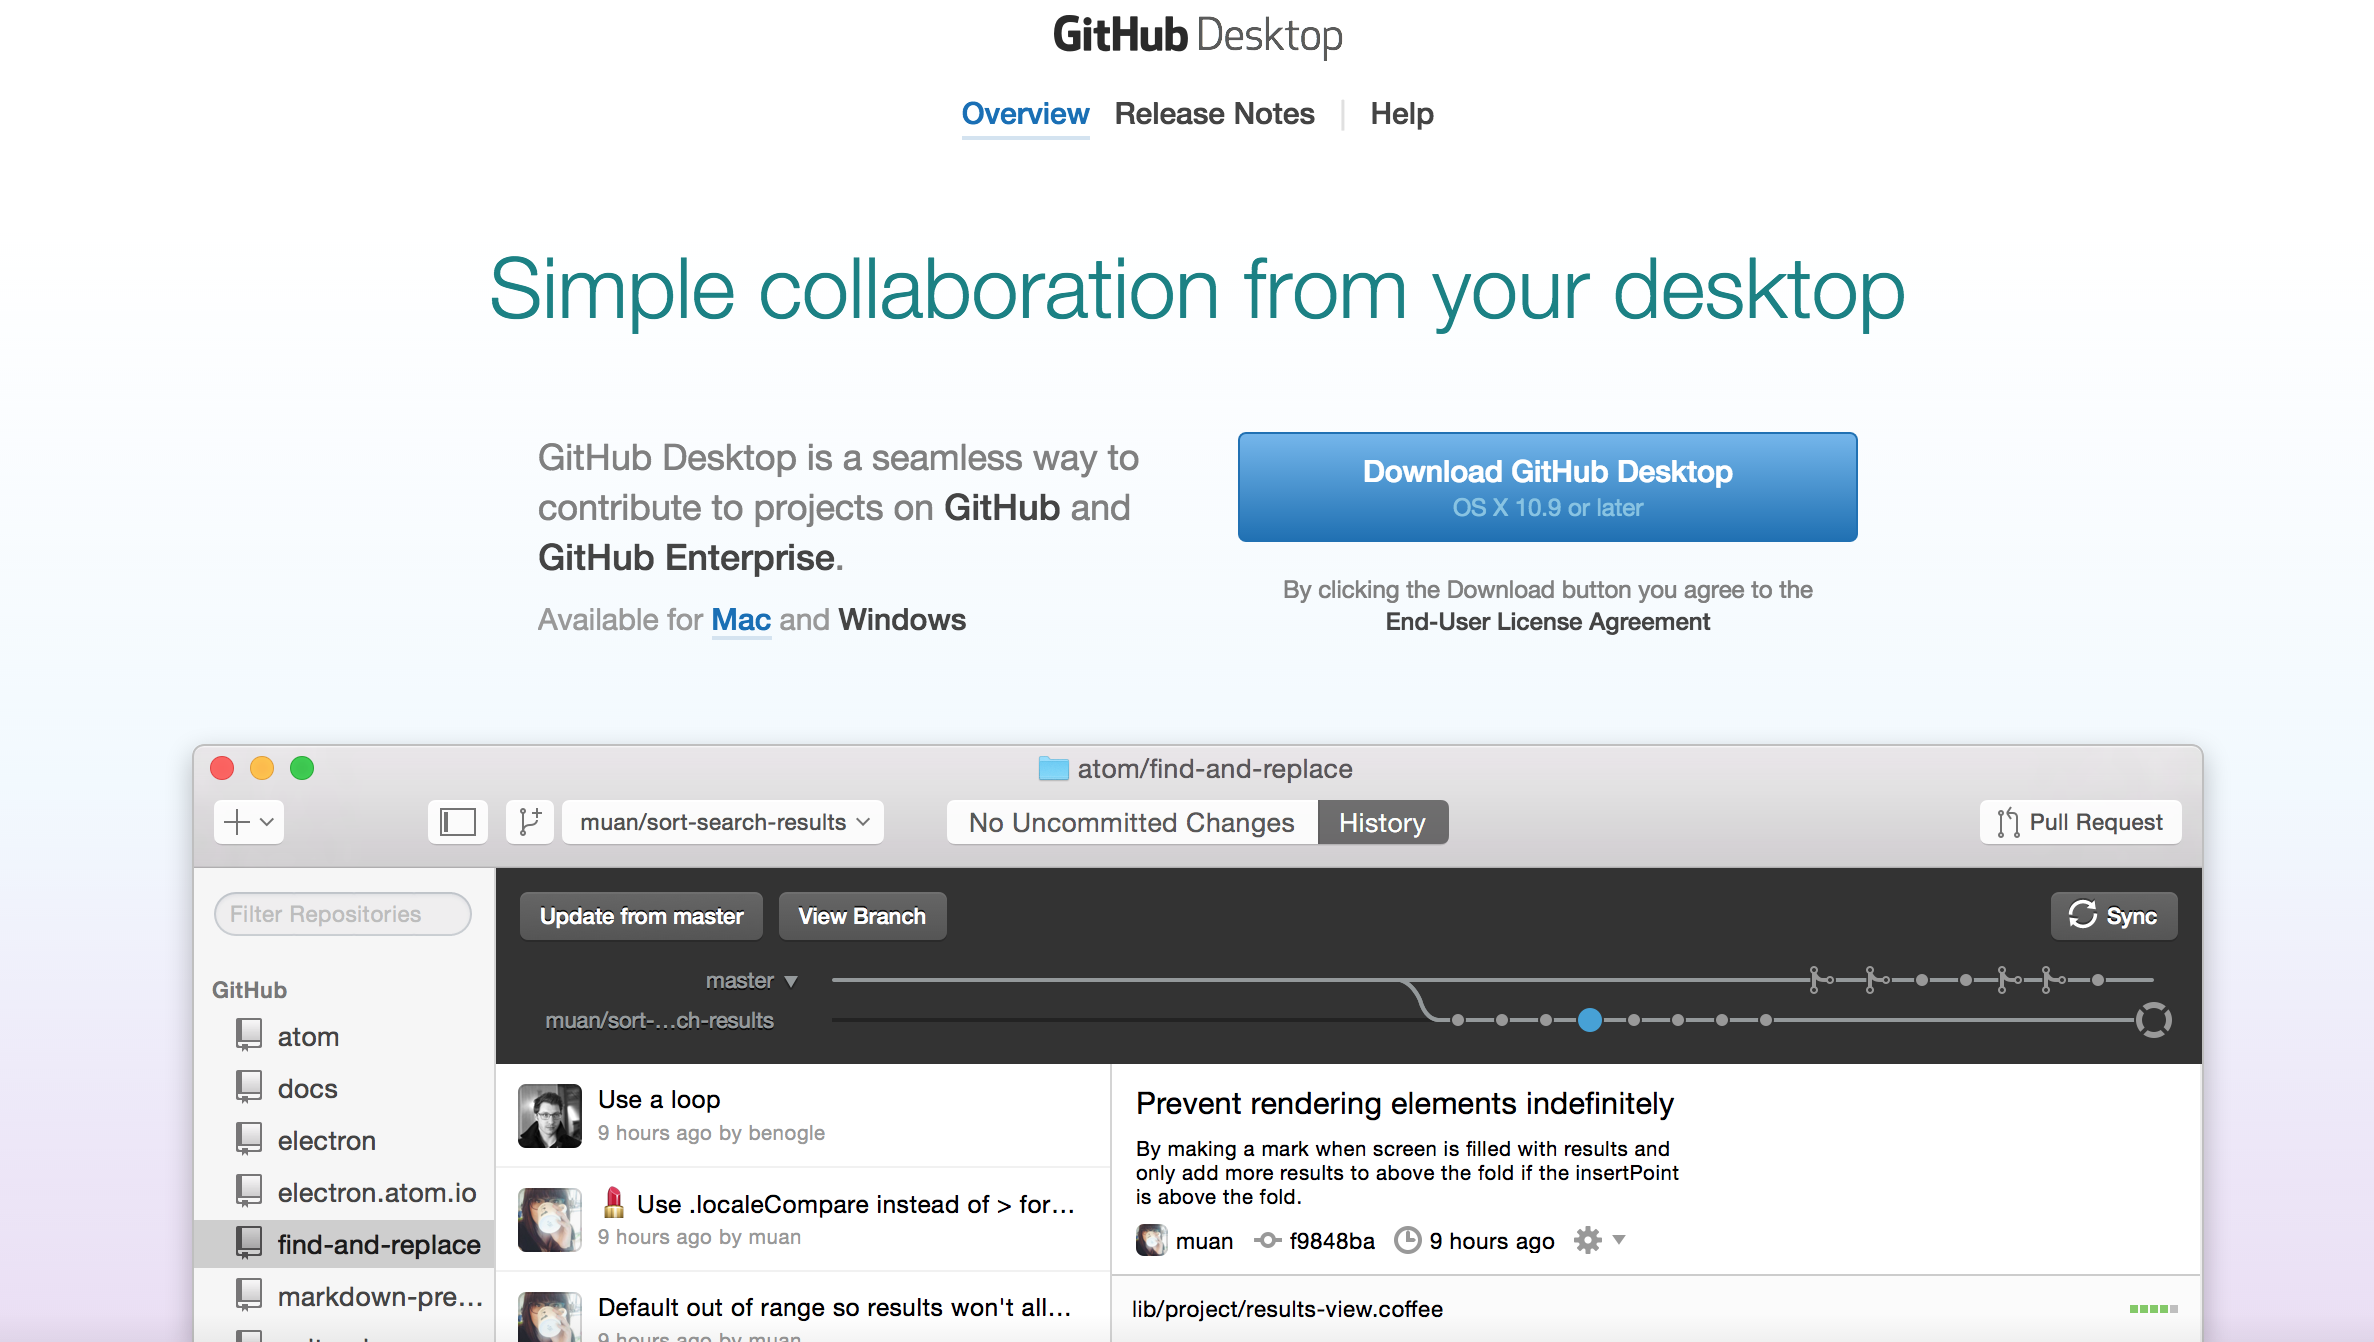 GitHub Desktop
Overview Release Notes Help
Simple collaboration from your desktop
GitHub Desktop is a seamless way to
contribute to projects on GitHub and
GitHub Enterprise.
Available for Mac and Windows
Download GitHub Desktop
OS X 10.9 or later
By clicking the Download button you agree to the
End-User License Agreement
atom/find-and-replace
muan/sort-search-results No Uncommitted Changes History Pull Request
Filter Repositories
GitHub
atom
docs
electron
electron.atom.io
find-and-replace
markdown-pre...
Update from master View Branch Sync
master
muan/sort-...ch-results
Use a loop
9 hours ago by benogle
Use .localeCompare instead of > for...
9 hours ago by muan
Default out of range so results won't all...
9 hours ago by muan
Prevent rendering elements indefinitely
By making a mark when screen is filled with results and
only add more results to above the fold if the insertPoint
is above the fold.
muan f9848ba 9 hours ago
lib/project/results-view.coffee